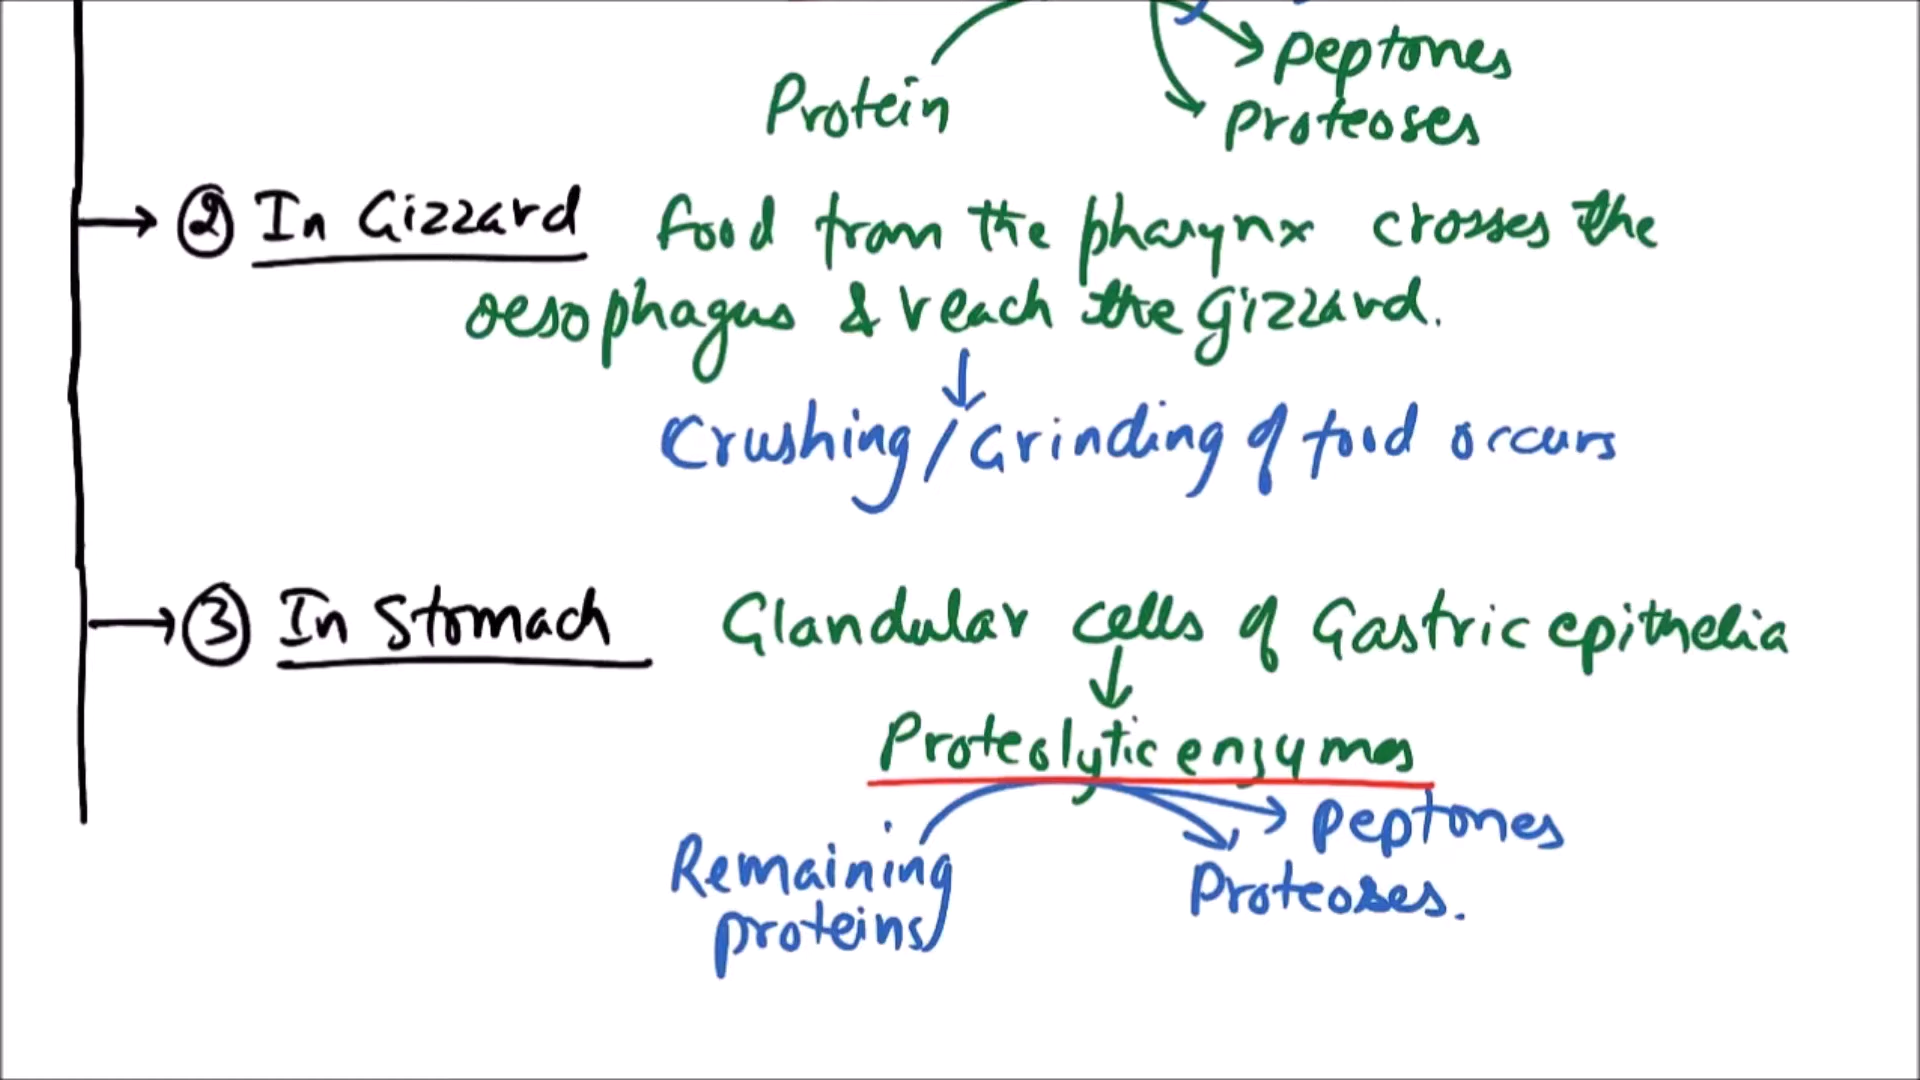 Peptones
Protein
Proteoses
② In Gizzard food from the pharynx crosses the
oesophagus & reach the Gizzard.
Crushing / Grinding of food occurs
③ In Stomach Glandular cells of Gastric epithelia
Proteolytic enzymes
Peptones
Remaining
Proteoses.
proteins